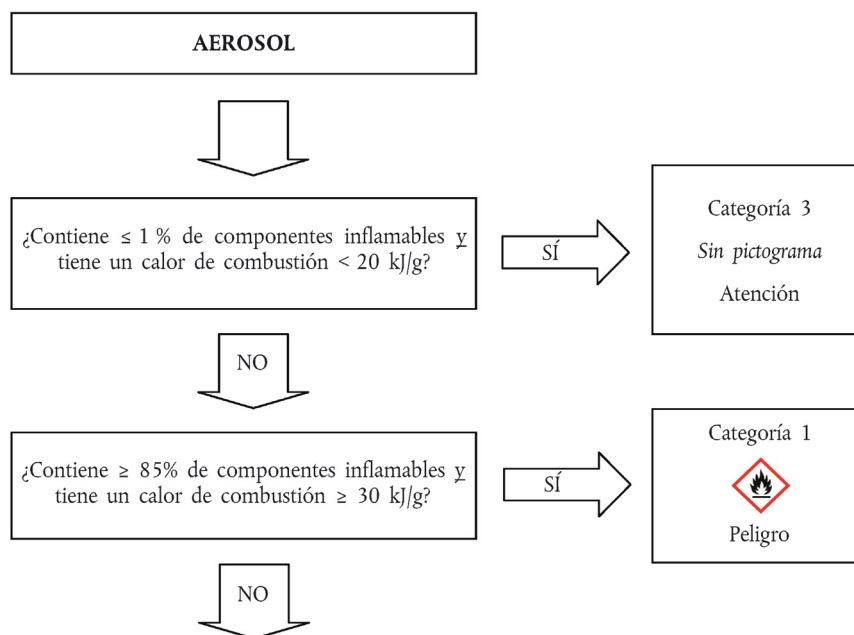 AEROSOL
¿Contiene ≤ 1 % de componentes inflamables y
tiene un calor de combustión < 20 kJ/g?
SÍ
Categoría 3
Sin pictograma
Atención
NO
¿Contiene ≥ 85% de componentes inflamables y
tiene un calor de combustión ≥ 30 kJ/g?
SÍ
Categoría 1
Peligro
NO